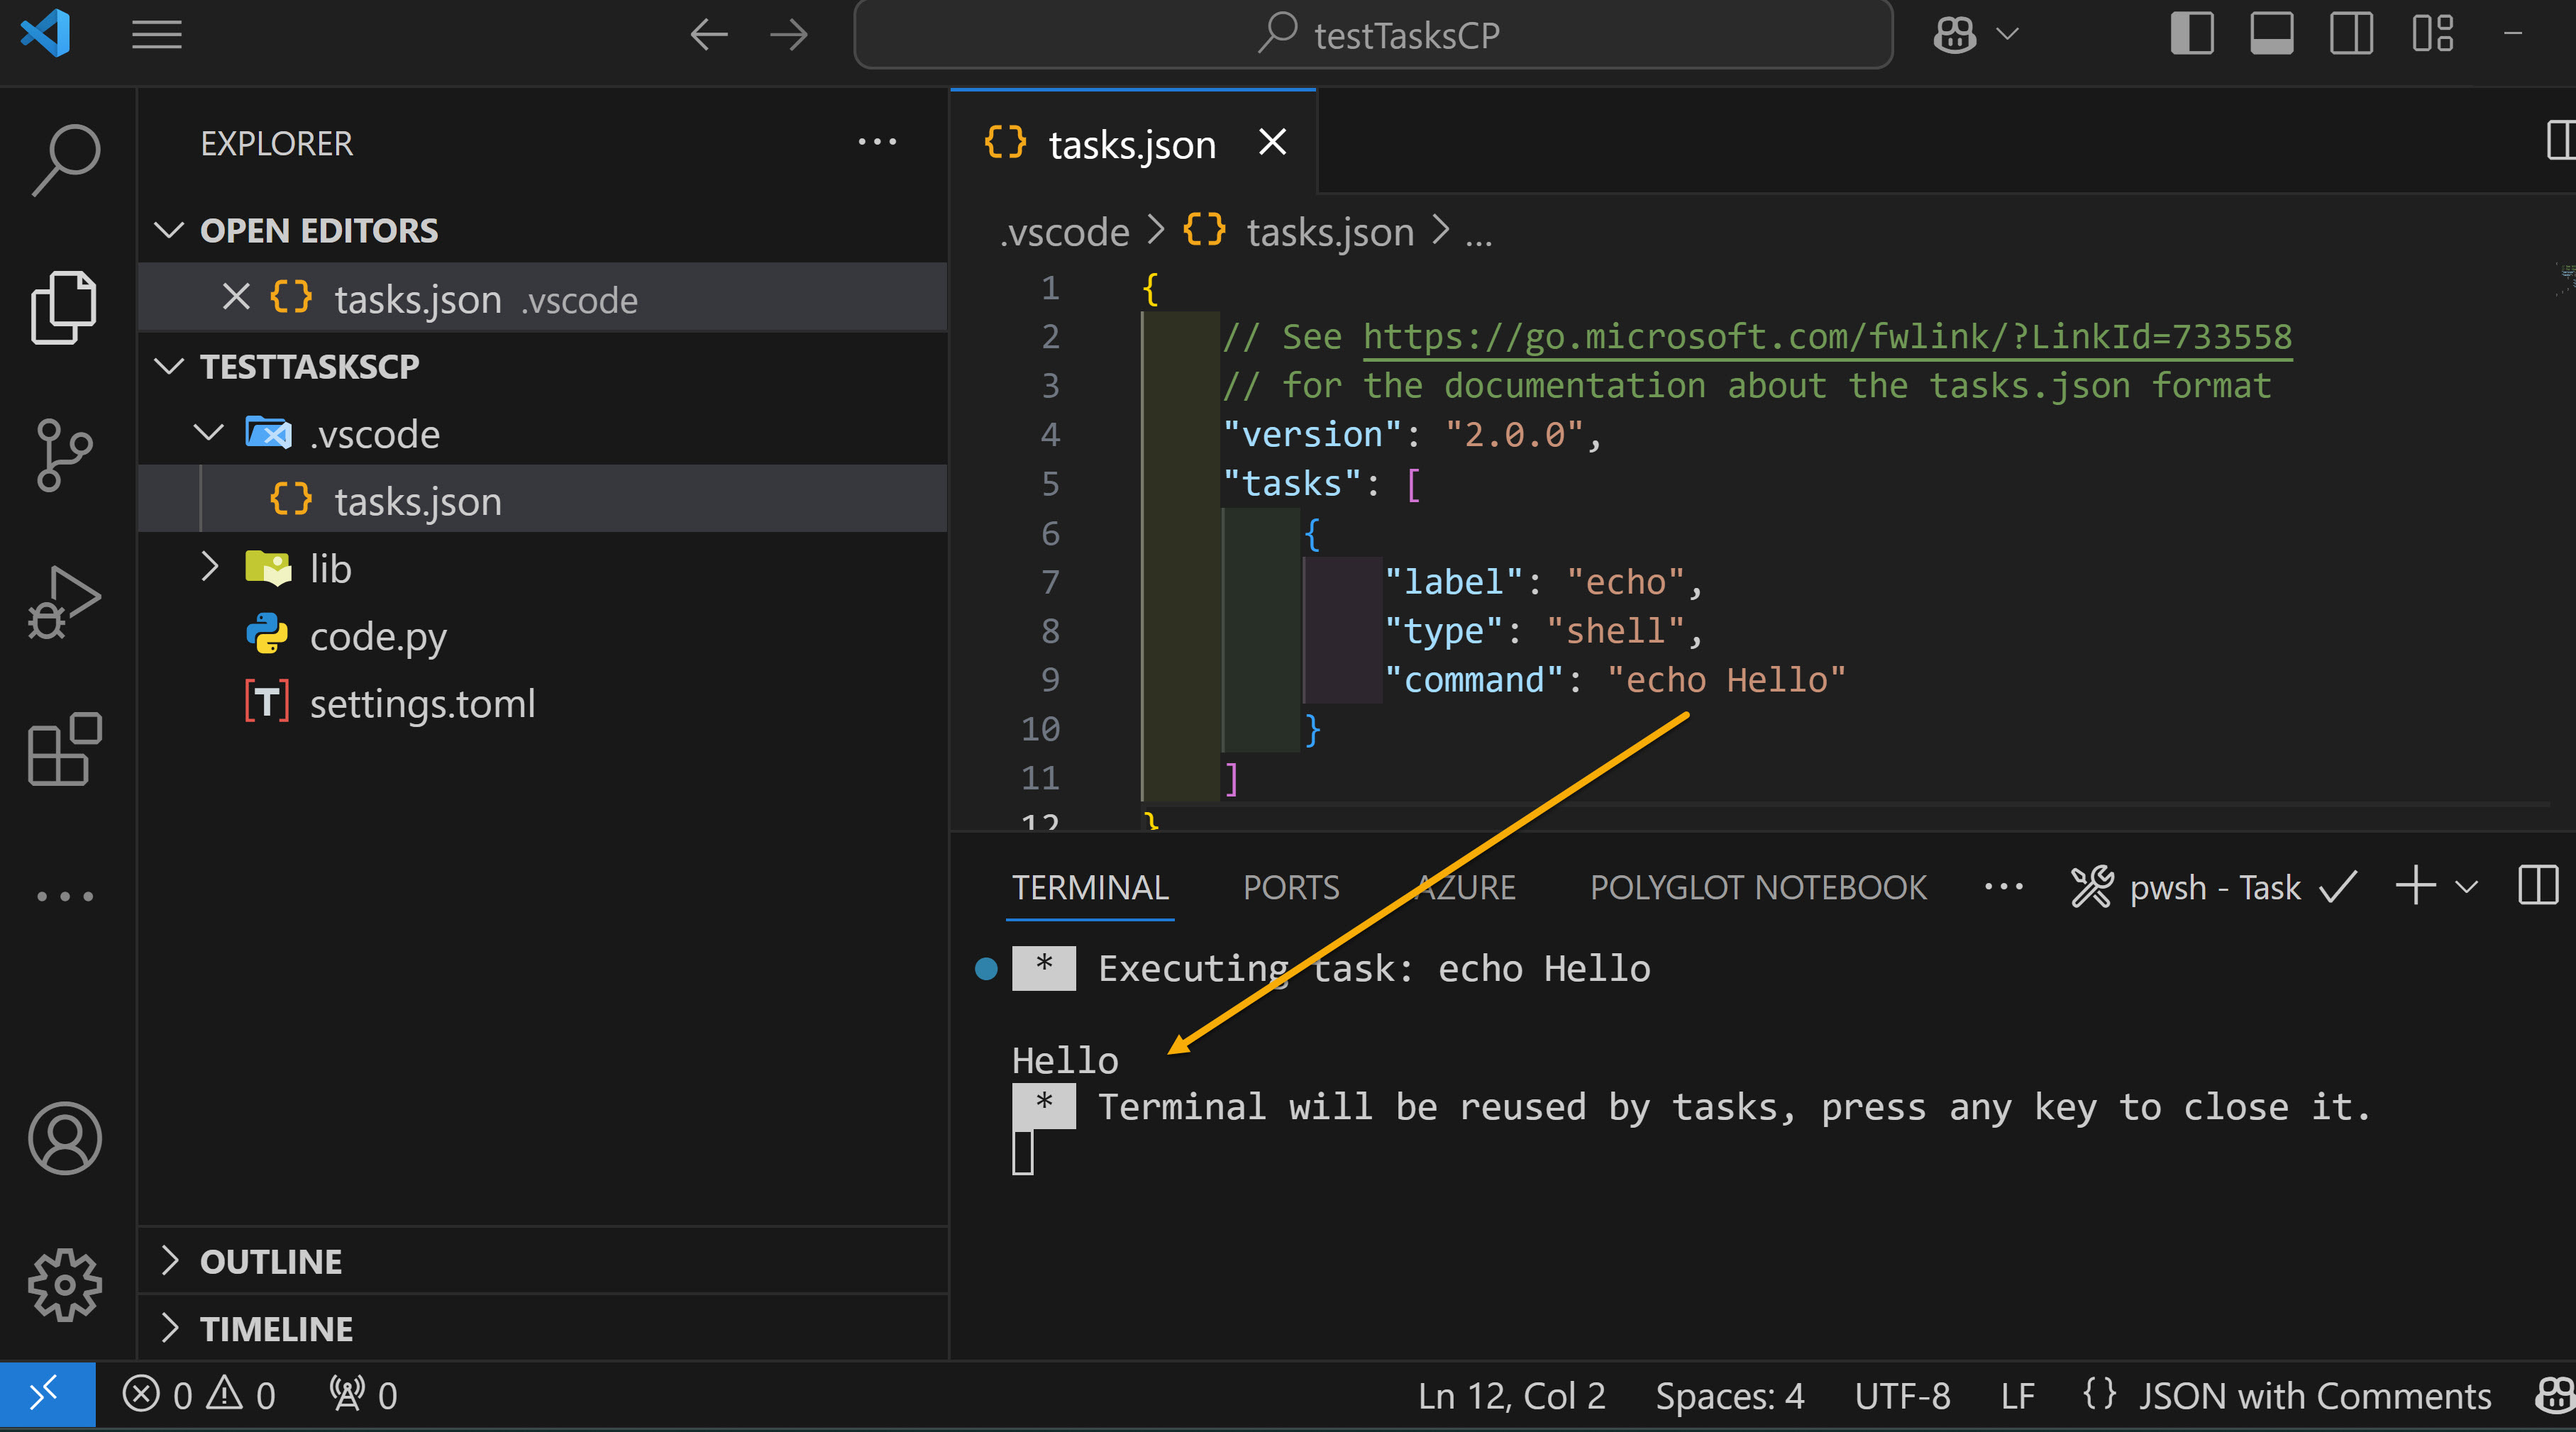 testTasksCP
EXPLORER
OPEN EDITORS
tasks.json .vscode
TESTTASKSCP
.vscode
tasks.json
lib
code.py
settings.toml
OUTLINE
TIMELINE
tasks.json
.vscode > {} tasks.json > ...
1 {
2 // See https://go.microsoft.com/fwlink/?LinkId=733558
3 // for the documentation about the tasks.json format
4 "version": "2.0.0",
5 "tasks": [
6 {
7 "label": "echo",
8 "type": "shell",
9 "command": "echo Hello"
10 }
11 ]
12 }
TERMINAL PORTS AZURE POLYGLOT NOTEBOOK ... pwsh - Task
* Executing task: echo Hello
Hello
* Terminal will be reused by tasks, press any key to close it.
0 0 0 Ln 12, Col 2 Spaces: 4 UTF-8 LF {} JSON with Comments